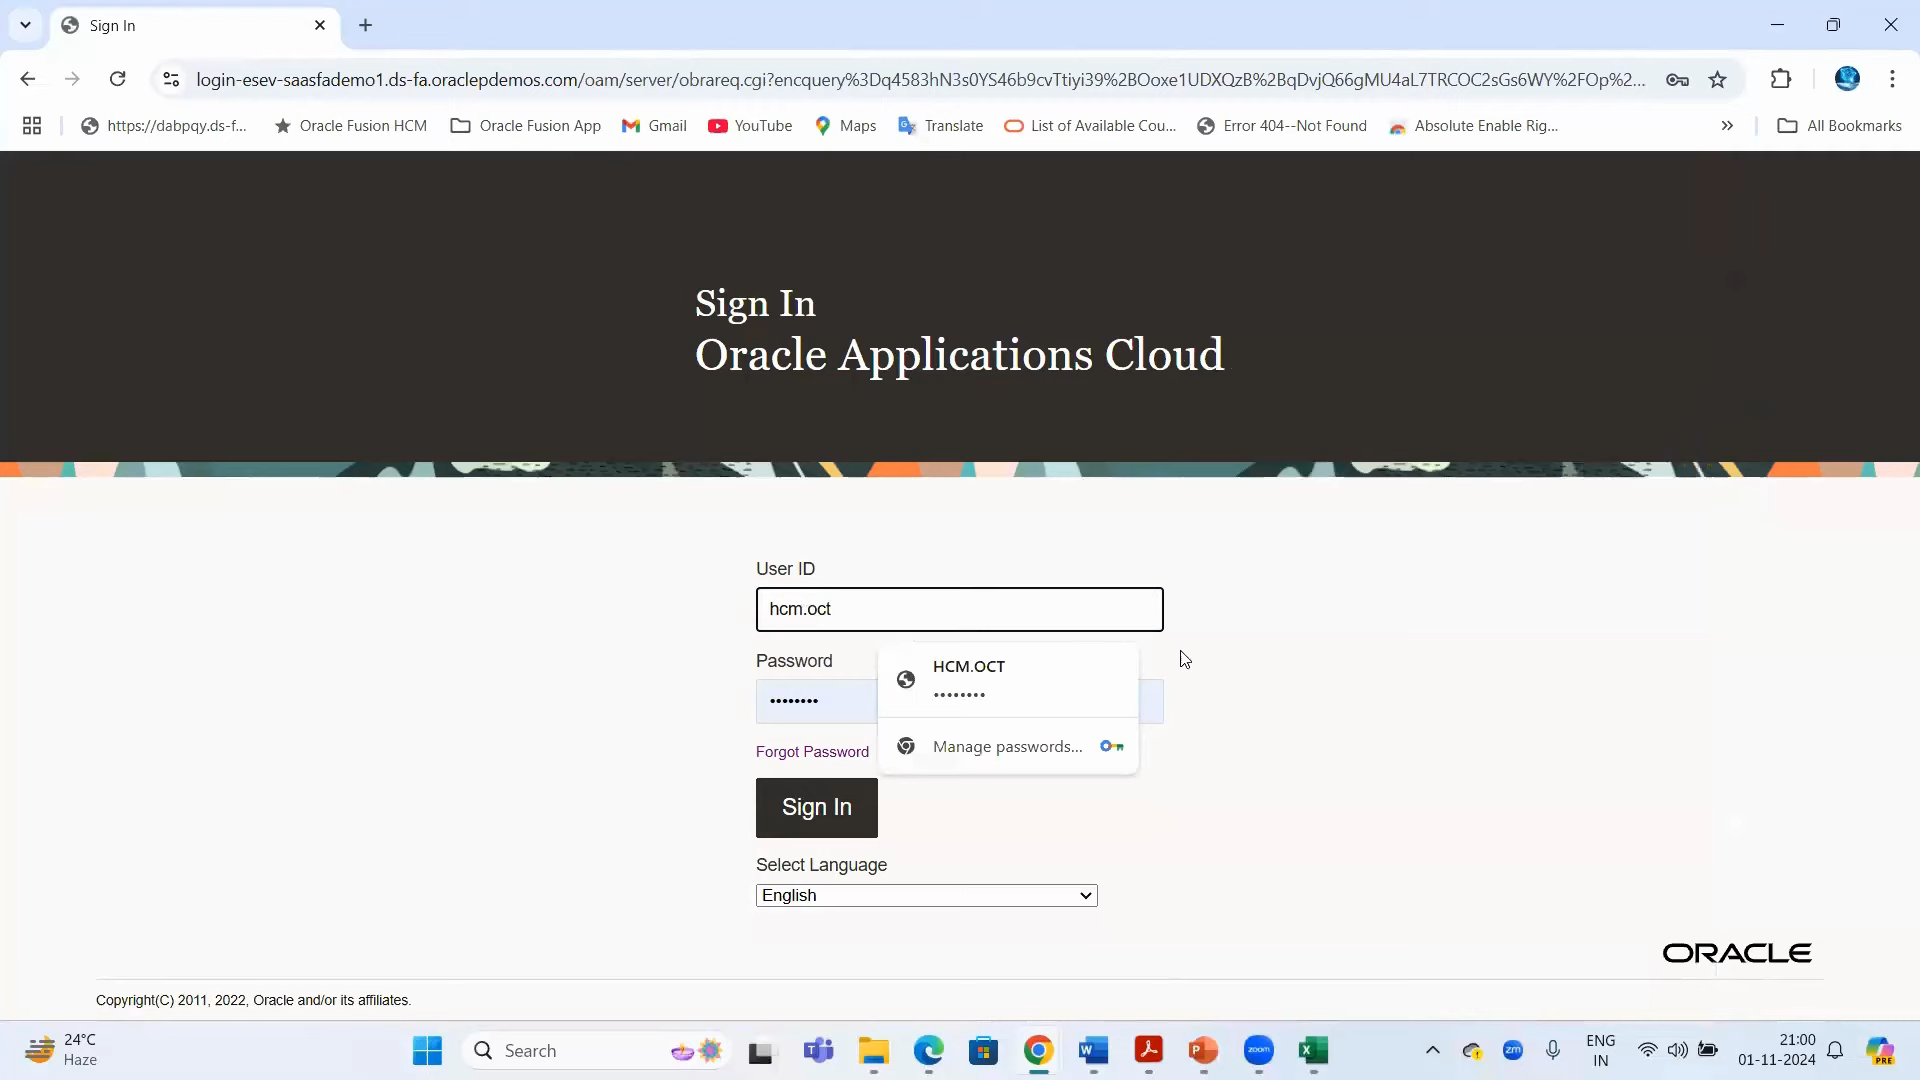 Sign In
login-esev-saasfademo1.ds-fa.oraclepdemos.com/oam/server/obrareq.cgi?encquery%3Dq4583hN3s0YS46b9cvTtiyi39%2BOoxe1UDXQzB%2BqDvjQ66gMU4aL7TRCOC2sGs6WY%2FOp%2...
https://dabpqy.ds-f...
Oracle Fusion HCM
Oracle Fusion App
Gmail
YouTube
Maps
Translate
List of Available Cou...
Error 404--Not Found
Absolute Enable Rig...
All Bookmarks
Sign In
Oracle Applications Cloud
User ID
hcm.oct
Password
HCM.OCT
Manage passwords...
Forgot Password
Sign In
Select Language
English
ORACLE
Copyright(C) 2011, 2022, Oracle and/or its affiliates.
24°C
Haze
Search
zoom
zm
ENG
IN
21:00
01-11-2024
PRE